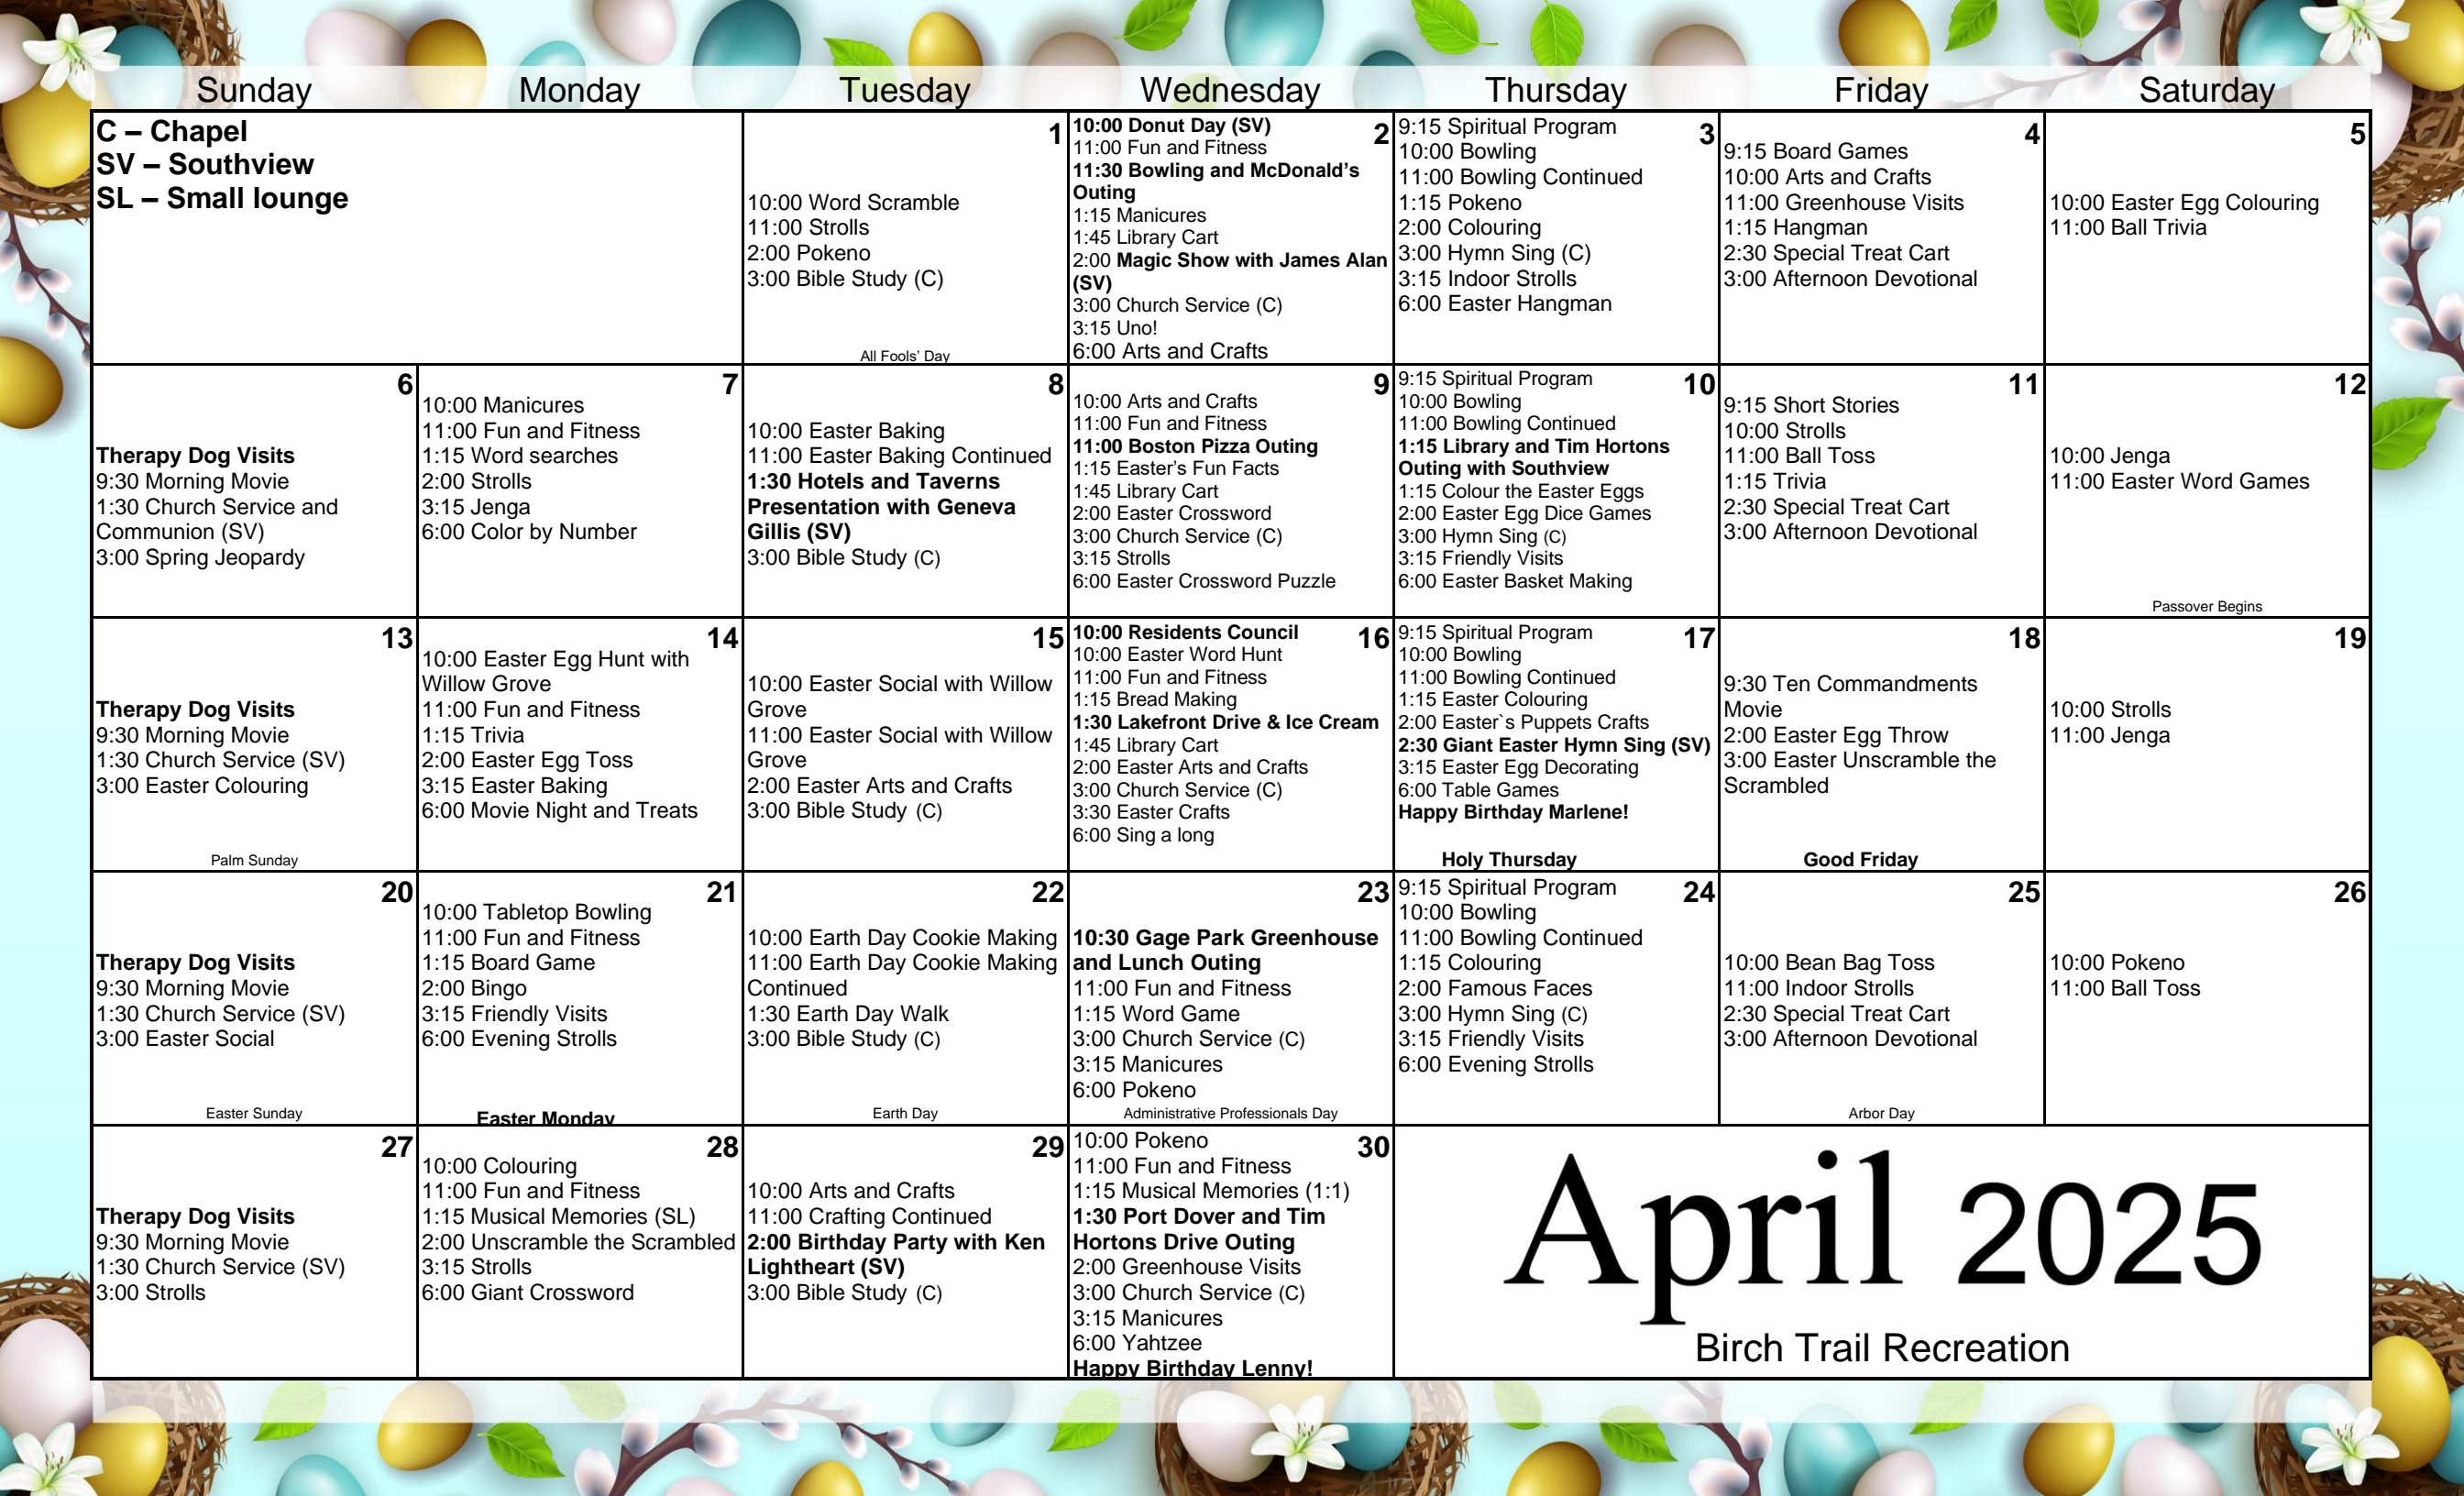 Sunday Monday Tuesday Wednesday Thursday Friday Saturday
C – Chapel
SV – Southview
SL – Small lounge
1
10:00 Word Scramble
11:00 Strolls
2:00 Pokeno
3:00 Bible Study (C)
All Fools' Day
2
10:00 Donut Day (SV)
11:00 Fun and Fitness
11:30 Bowling and McDonald's
Outing
1:15 Manicures
1:45 Library Cart
2:00 Magic Show with James Alan
(SV)
3:00 Church Service (C)
3:15 Uno!
6:00 Arts and Crafts
3
9:15 Spiritual Program
10:00 Bowling
11:00 Bowling Continued
1:15 Pokeno
2:00 Colouring
3:00 Hymn Sing (C)
3:15 Indoor Strolls
6:00 Easter Hangman
4
9:15 Board Games
10:00 Arts and Crafts
11:00 Greenhouse Visits
1:15 Hangman
2:30 Special Treat Cart
3:00 Afternoon Devotional
5
10:00 Easter Egg Colouring
11:00 Ball Trivia
6
Therapy Dog Visits
9:30 Morning Movie
1:30 Church Service and
Communion (SV)
3:00 Spring Jeopardy
7
10:00 Manicures
11:00 Fun and Fitness
1:15 Word searches
2:00 Strolls
3:15 Jenga
6:00 Color by Number
8
10:00 Easter Baking
11:00 Easter Baking Continued
1:30 Hotels and Taverns
Presentation with Geneva
Gillis (SV)
3:00 Bible Study (C)
9
10:00 Arts and Crafts
11:00 Fun and Fitness
11:00 Boston Pizza Outing
1:15 Easter's Fun Facts
1:45 Library Cart
2:00 Easter Crossword
3:00 Church Service (C)
3:15 Strolls
6:00 Easter Crossword Puzzle
10
9:15 Spiritual Program
10:00 Bowling
11:00 Bowling Continued
1:15 Library and Tim Hortons
Outing with Southview
1:15 Colour the Easter Eggs
2:00 Easter Egg Dice Games
3:00 Hymn Sing (C)
3:15 Friendly Visits
6:00 Easter Basket Making
11
9:15 Short Stories
10:00 Strolls
11:00 Ball Toss
1:15 Trivia
2:30 Special Treat Cart
3:00 Afternoon Devotional
12
10:00 Jenga
11:00 Easter Word Games
Passover Begins
13
Therapy Dog Visits
9:30 Morning Movie
1:30 Church Service (SV)
3:00 Easter Colouring
Palm Sunday
14
10:00 Easter Egg Hunt with
Willow Grove
11:00 Fun and Fitness
1:15 Trivia
2:00 Easter Egg Toss
3:15 Easter Baking
6:00 Movie Night and Treats
15
10:00 Easter Social with Willow
Grove
11:00 Easter Social with Willow
Grove
2:00 Easter Arts and Crafts
3:00 Bible Study (C)
16
10:00 Residents Council
10:00 Easter Word Hunt
11:00 Fun and Fitness
1:15 Bread Making
1:30 Lakefront Drive & Ice Cream
1:45 Library Cart
2:00 Easter Arts and Crafts
3:00 Church Service (C)
3:30 Easter Crafts
6:00 Sing a long
17
9:15 Spiritual Program
10:00 Bowling
11:00 Bowling Continued
1:15 Easter Colouring
2:00 Easter`s Puppets Crafts
2:30 Giant Easter Hymn Sing (SV)
3:15 Easter Egg Decorating
6:00 Table Games
Happy Birthday Marlene!
Holy Thursday
18
9:30 Ten Commandments
Movie
2:00 Easter Egg Throw
3:00 Easter Unscramble the
Scrambled
Good Friday
19
10:00 Strolls
11:00 Jenga
20
Therapy Dog Visits
9:30 Morning Movie
1:30 Church Service (SV)
3:00 Easter Social
Easter Sunday
21
10:00 Tabletop Bowling
11:00 Fun and Fitness
1:15 Board Game
2:00 Bingo
3:15 Friendly Visits
6:00 Evening Strolls
Easter Monday
22
10:00 Earth Day Cookie Making
11:00 Earth Day Cookie Making
Continued
1:30 Earth Day Walk
3:00 Bible Study (C)
Earth Day
23
10:30 Gage Park Greenhouse
and Lunch Outing
11:00 Fun and Fitness
1:15 Word Game
3:00 Church Service (C)
3:15 Manicures
6:00 Pokeno
Administrative Professionals Day
24
9:15 Spiritual Program
10:00 Bowling
11:00 Bowling Continued
1:15 Colouring
2:00 Famous Faces
3:00 Hymn Sing (C)
3:15 Friendly Visits
6:00 Evening Strolls
25
10:00 Bean Bag Toss
11:00 Indoor Strolls
2:30 Special Treat Cart
3:00 Afternoon Devotional
Arbor Day
26
10:00 Pokeno
11:00 Ball Toss
27
Therapy Dog Visits
9:30 Morning Movie
1:30 Church Service (SV)
3:00 Strolls
28
10:00 Colouring
11:00 Fun and Fitness
1:15 Musical Memories (SL)
2:00 Unscramble the Scrambled
3:15 Strolls
6:00 Giant Crossword
29
10:00 Arts and Crafts
11:00 Crafting Continued
2:00 Birthday Party with Ken
Lightheart (SV)
3:00 Bible Study (C)
30
10:00 Pokeno
11:00 Fun and Fitness
1:15 Musical Memories (1:1)
1:30 Port Dover and Tim
Hortons Drive Outing
2:00 Greenhouse Visits
3:00 Church Service (C)
3:15 Manicures
6:00 Yahtzee
Happy Birthday Lenny!
April 2025
Birch Trail Recreation